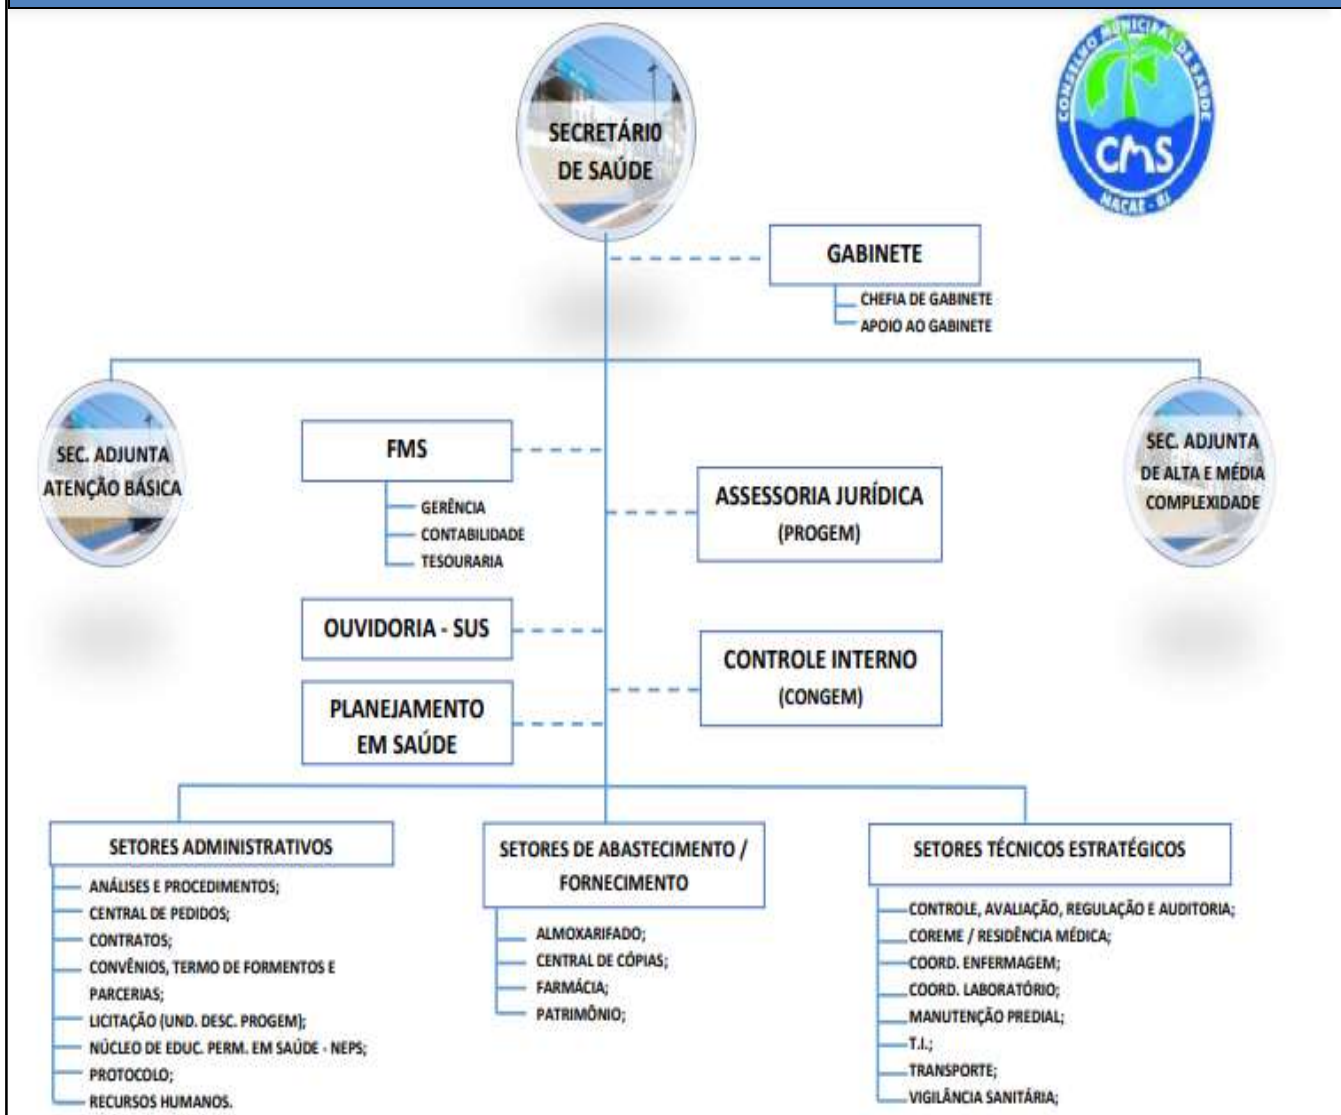 CONSELHO MUNICIPAL DE SAÚDE
CMS
MACAÉ - RJ
SECRETÁRIO
DE SAÚDE
GABINETE
CHEFIA DE GABINETE
APOIO AO GABINETE
SEC. ADJUNTA
ATENÇÃO BÁSICA
SEC. ADJUNTA
DE ALTA E MÉDIA
COMPLEXIDADE
FMS
GERÊNCIA
CONTABILIDADE
TESOURARIA
ASSESSORIA JURÍDICA
(PROGEM)
OUVIDORIA - SUS
CONTROLE INTERNO
(CONGEM)
PLANEJAMENTO
EM SAÚDE
SETORES ADMINISTRATIVOS
ANÁLISES E PROCEDIMENTOS;
CENTRAL DE PEDIDOS;
CONTRATOS;
CONVÊNIOS, TERMO DE FORMENTOS E
PARCERIAS;
LICITAÇÃO (UND. DESC. PROGEM);
NÚCLEO DE EDUC. PERM. EM SAÚDE - NEPS;
PROTOCOLO;
RECURSOS HUMANOS.
SETORES DE ABASTECIMENTO /
FORNECIMENTO
ALMOXARIFADO;
CENTRAL DE CÓPIAS;
FARMÁCIA;
PATRIMÔNIO;
SETORES TÉCNICOS ESTRATÉGICOS
CONTROLE, AVALIAÇÃO, REGULAÇÃO E AUDITORIA;
COREME / RESIDÊNCIA MÉDICA;
COORD. ENFERMAGEM;
COORD. LABORATÓRIO;
MANUTENÇÃO PREDIAL;
T.I.;
TRANSPORTE;
VIGILÂNCIA SANITÁRIA;